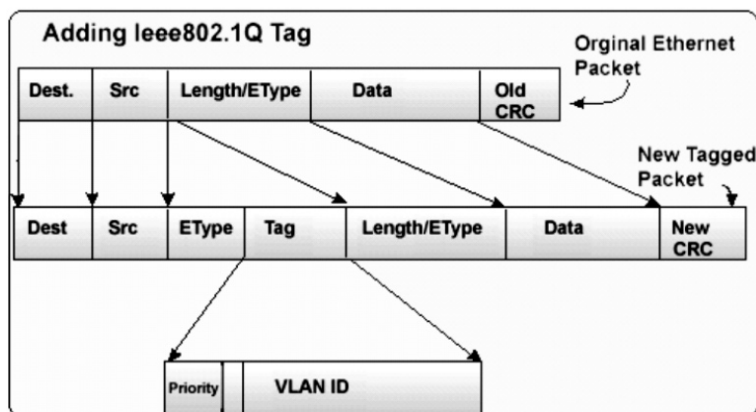 Adding Ieee802.1Q Tag
Orginal Ethernet
Packet
Dest. Src Length/EType Data Old
CRC
New Tagged
Packet
Dest Src EType Tag Length/EType Data New
CRC
Priority VLAN ID